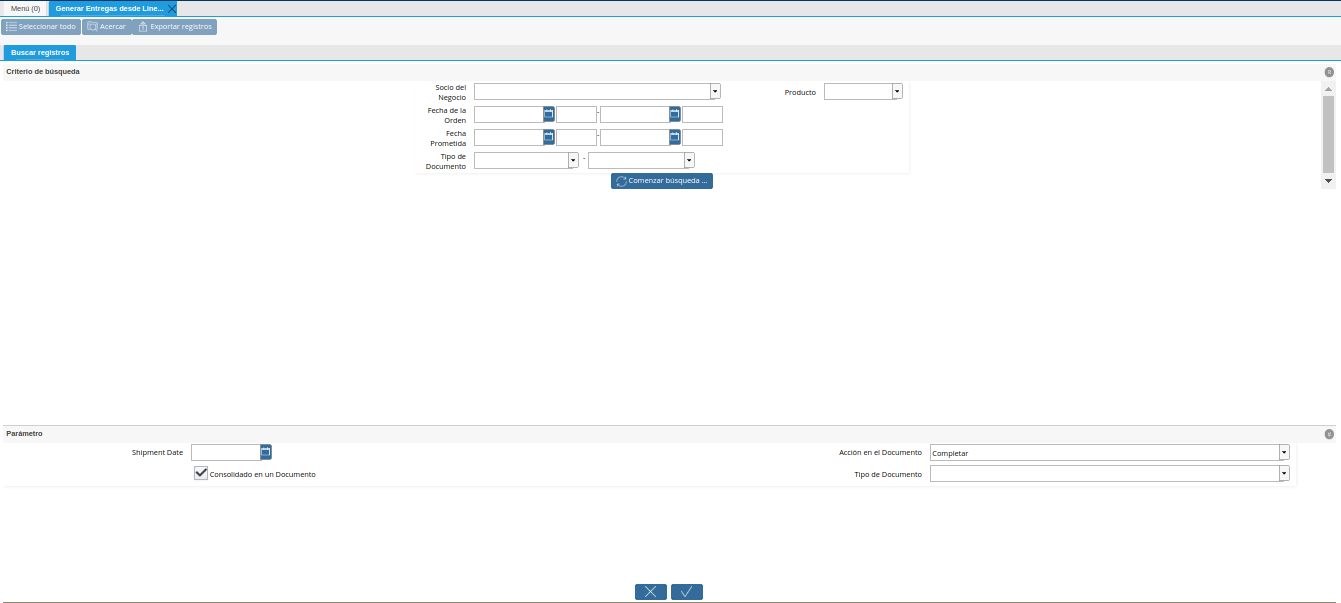 Menú (0)
Generar Entregas desde Line...
Seleccionar todo
Acercar
Exportar registros
Buscar registros
Criterio de búsqueda
Socio del
Negocio
Producto
Fecha de la
Orden
-
Fecha
Prometida
-
Tipo de
Documento
-
Comenzar búsqueda ...
Parámetro
Shipment Date
Acción en el Documento
Completar
Consolidado en un Documento
Tipo de Documento